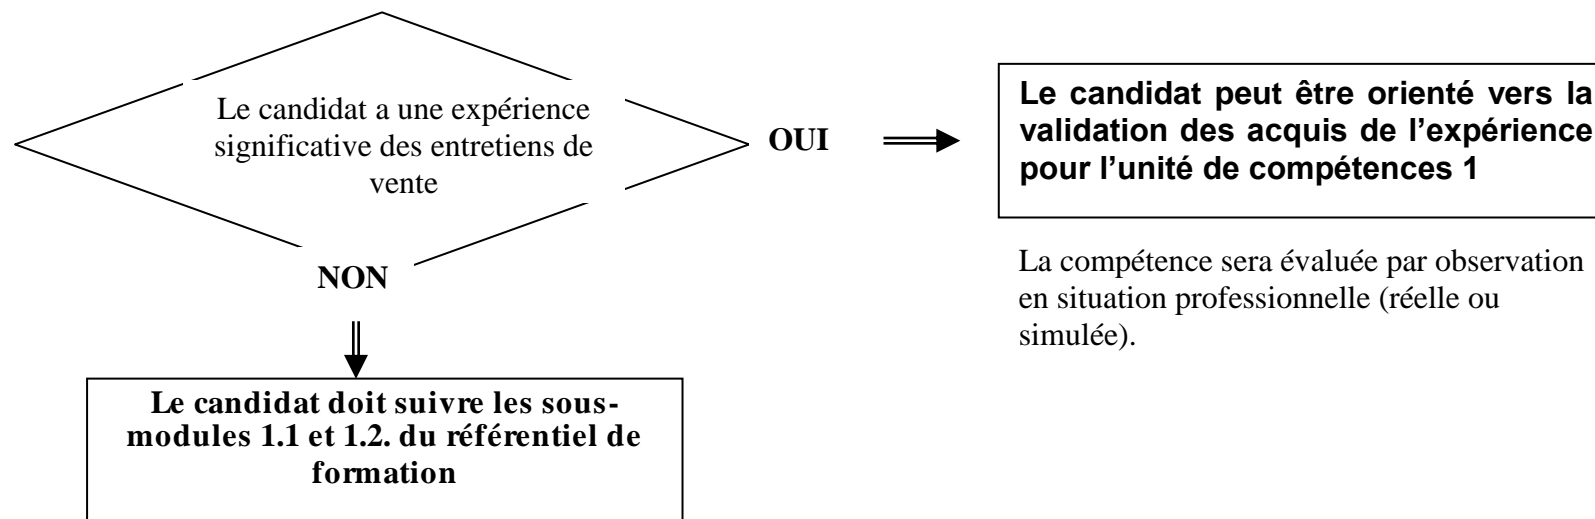 Le candidat a une expérience
significative des entretiens de
vente
OUI
Le candidat peut être orienté vers la
validation des acquis de l’expérience
pour l’unité de compétences 1
La compétence sera évaluée par observation
en situation professionnelle (réelle ou
simulée).
NON
Le candidat doit suivre les sous-
modules 1.1 et 1.2. du référentiel de
formation